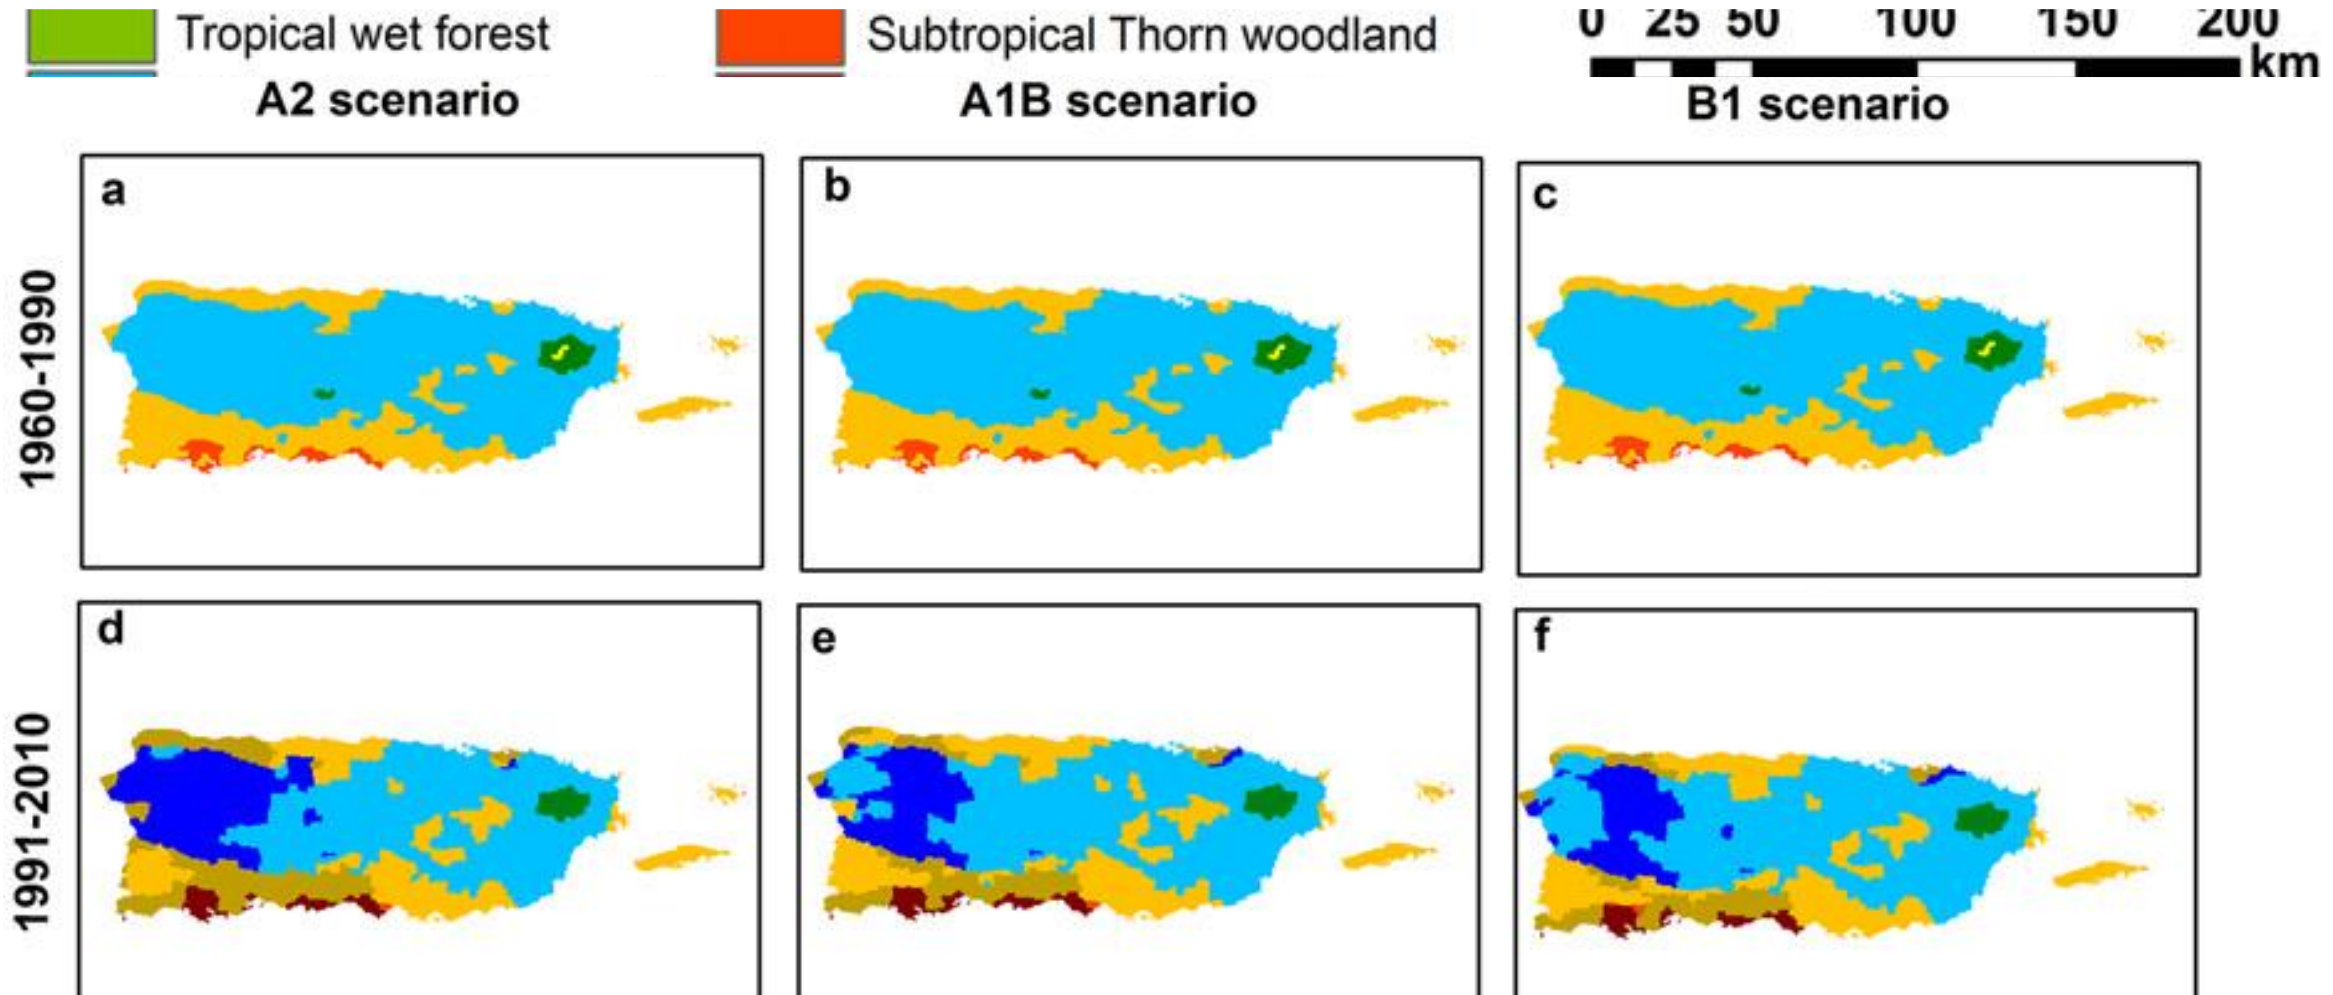 Tropical wet forest
Subtropical Thorn woodland
0 25 50 100 150 200
km
A2 scenario
A1B scenario
B1 scenario
1960-1990
a
b
c
1991-2010
d
e
f